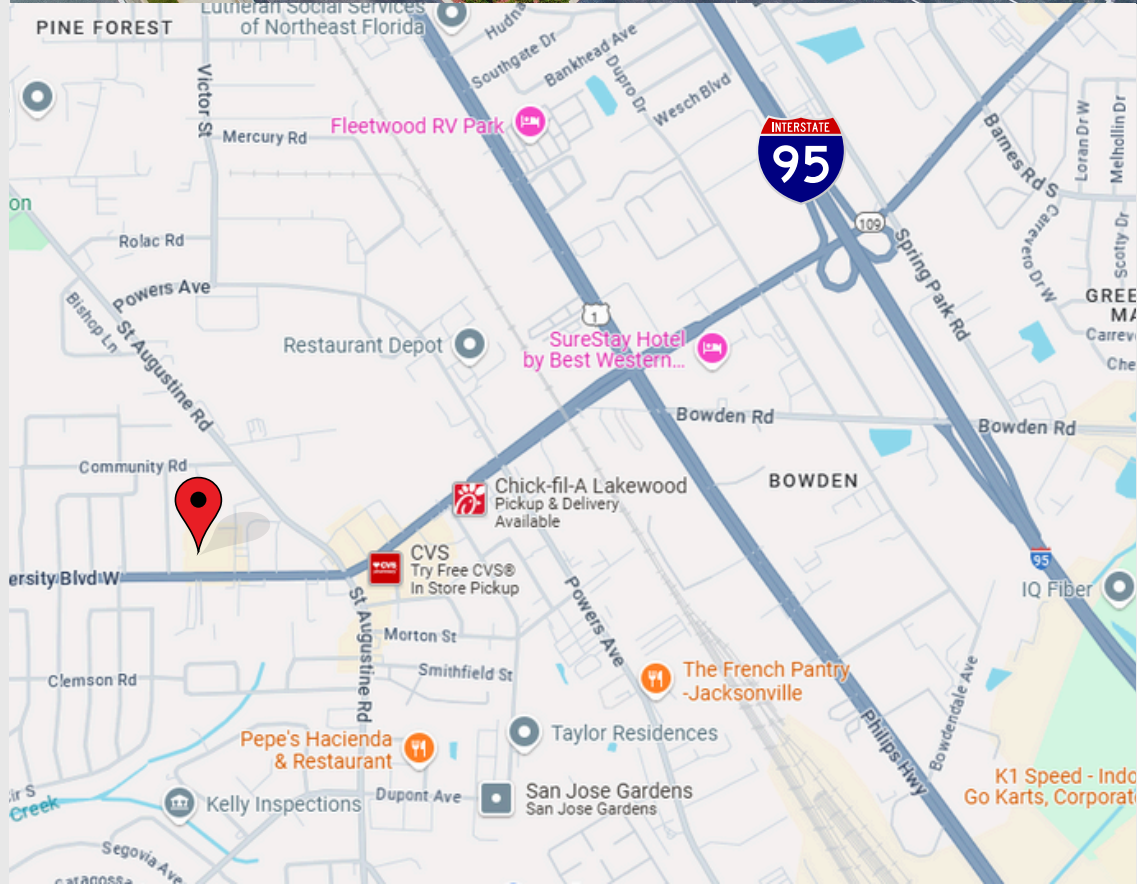 Lutheran Social Services
of Northeast Florida
PINE FOREST
Victor St
Mercury Rd
Southgate Dr
Bankhead Ave
Dupro Dr
Wesch Blvd
Fleetwood RV Park
INTERSTATE
95
109
Barnes Rd S
Loran Dr W
Melhollin Dr
Carrevero Dr W
Scotty Dr
Spring Park Rd
on
Rolac Rd
Powers Ave
Bishop Ln
St Augustine Rd
1
Restaurant Depot
SureStay Hotel
by Best Western...
GREE
MA
Carrev
Che
Bowden Rd
Bowden Rd
BOWDEN
Community Rd
Chick-fil-A Lakewood
Pickup & Delivery
Available
CVS
CVS
Try Free CVS®
In Store Pickup
ersity Blvd W
95
IQ Fiber
St Augustine Rd
Morton St
Smithfield St
Powers Ave
Clemson Rd
The French Pantry
-Jacksonville
Philips Hwy
Bowdendale Ave
Pepe's Hacienda
& Restaurant
Taylor Residences
K1 Speed - Indo
Go Karts, Corporat
San Jose Gardens
San Jose Gardens
Dupont Ave
Kelly Inspections
ir S
Creek
Segovia Ave